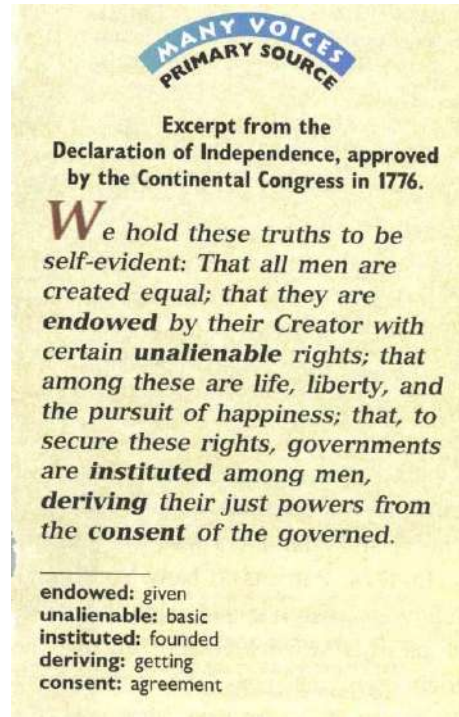 MANY VOICES
PRIMARY SOURCE
Excerpt from the
Declaration of Independence, approved
by the Continental Congress in 1776.
We hold these truths to be
self-evident: That all men are
created equal; that they are
endowed by their Creator with
certain unalienable rights; that
among these are life, liberty, and
the pursuit of happiness; that, to
secure these rights, governments
are instituted among men,
deriving their just powers from
the consent of the governed.
endowed: given
unalienable: basic
instituted: founded
deriving: getting
consent: agreement